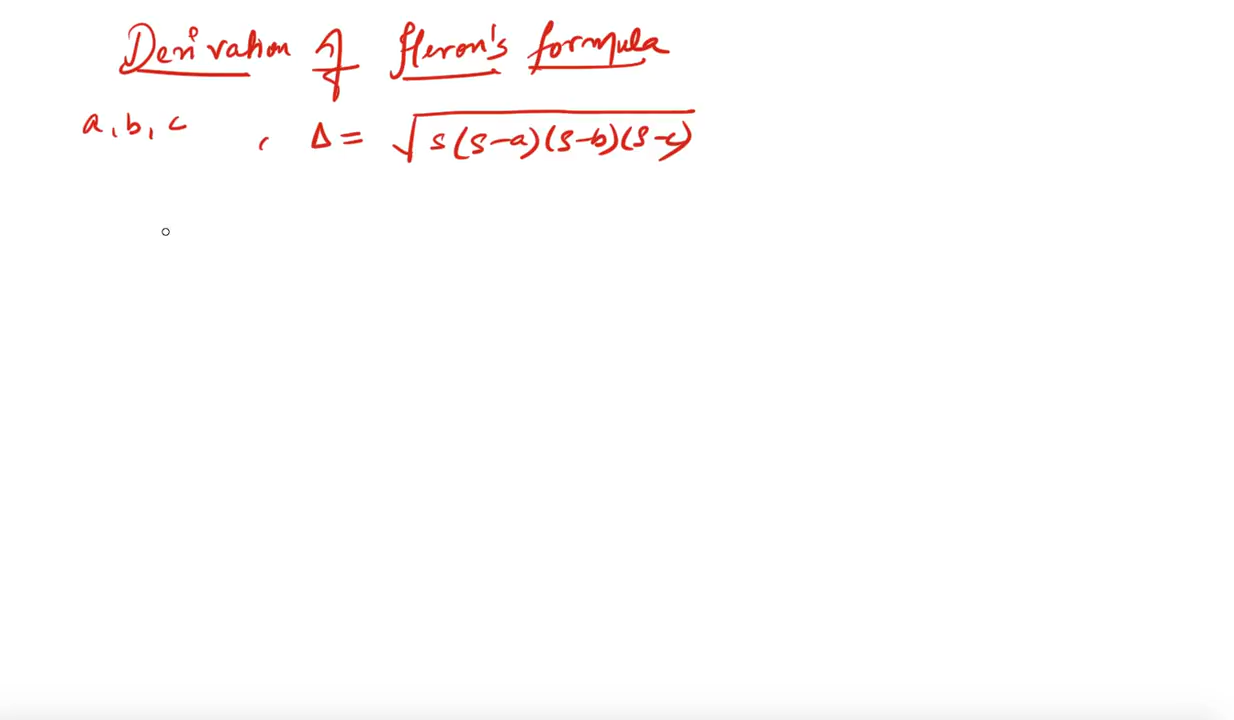 Derivation of Heron's formula
a, b, c , Δ = √s(s-a)(s-b)(s-c)